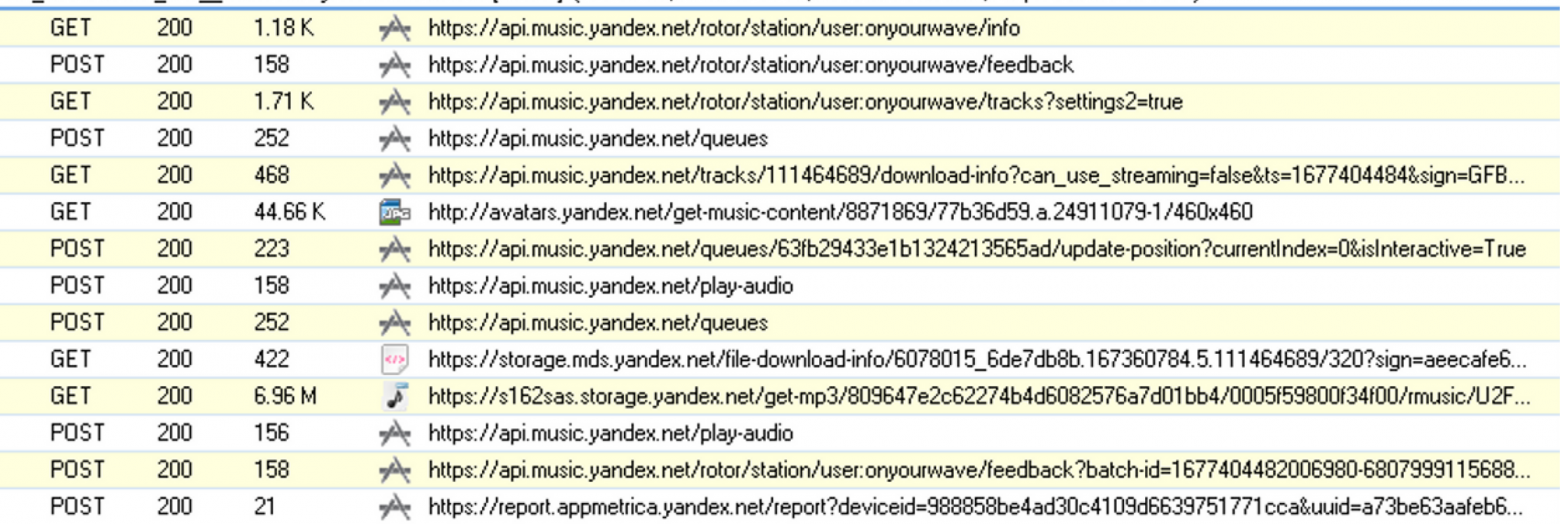 GET 200 1.18 K https://api.music.yandex.net/rotor/station/user:onyourwave/info
POST 200 158 https://api.music.yandex.net/rotor/station/user:onyourwave/feedback
GET 200 1.71 K https://api.music.yandex.net/rotor/station/user:onyourwave/tracks?settings2=true
POST 200 252 https://api.music.yandex.net/queues
GET 200 468 https://api.music.yandex.net/tracks/111464689/download-info?can_use_streaming=false&ts=1677404484&sign=GFB...
GET 200 44.66 K http://avatars.yandex.net/get-music-content/8871869/77b36d59.a.24911079-1/460x460
POST 200 223 https://api.music.yandex.net/queues/63fb29433e1b1324213565ad/update-position?currentIndex=0&isInteractive=True
POST 200 158 https://api.music.yandex.net/play-audio
POST 200 252 https://api.music.yandex.net/queues
GET 200 422 https://storage.mds.yandex.net/file-download-info/6078015_6de7db8b.167360784.5.111464689/320?sign=aeecafe6...
GET 200 6.96 M https://s162sas.storage.yandex.net/get-mp3/809647e2c62274b4d6082576a7d01bb4/0005f59800f34f00/rmusic/U2F...
POST 200 156 https://api.music.yandex.net/play-audio
POST 200 158 https://api.music.yandex.net/rotor/station/user:onyourwave/feedback?batch-id=1677404482006980-6807999115688...
POST 200 21 https://report.appmetrica.yandex.net/report?deviceid=988858be4ad30c4109d6639751771cca&uuid=a73be63aafeb6...